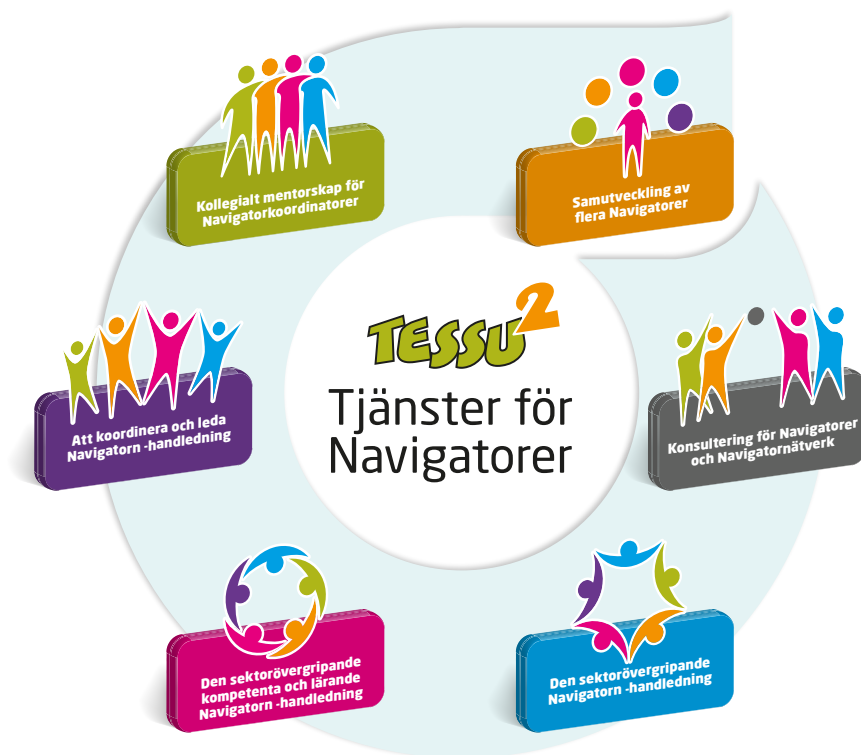 Kollegialt mentorskap för
Navigatorkoordinatorer
Samutveckling av
flera Navigatorer
TESSU2
Tjänster för
Navigatorer
Att koordinera och leda
Navigatorn -handledning
Konsultering för Navigatorer
och Navigatornätverk
Den sektorövergripande
kompetenta och lärande
Navigatorn -handledning
Den sektorövergripande
Navigatorn -handledning